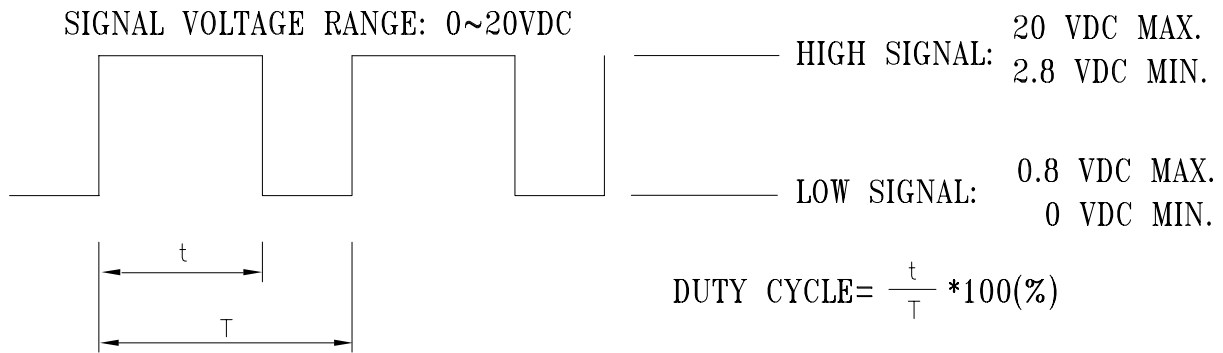 SIGNAL VOLTAGE RANGE: 0~20VDC
HIGH SIGNAL: 20 VDC MAX.
2.8 VDC MIN.
LOW SIGNAL: 0.8 VDC MAX.
0 VDC MIN.
t
T
DUTY CYCLE= t/T *100(%)